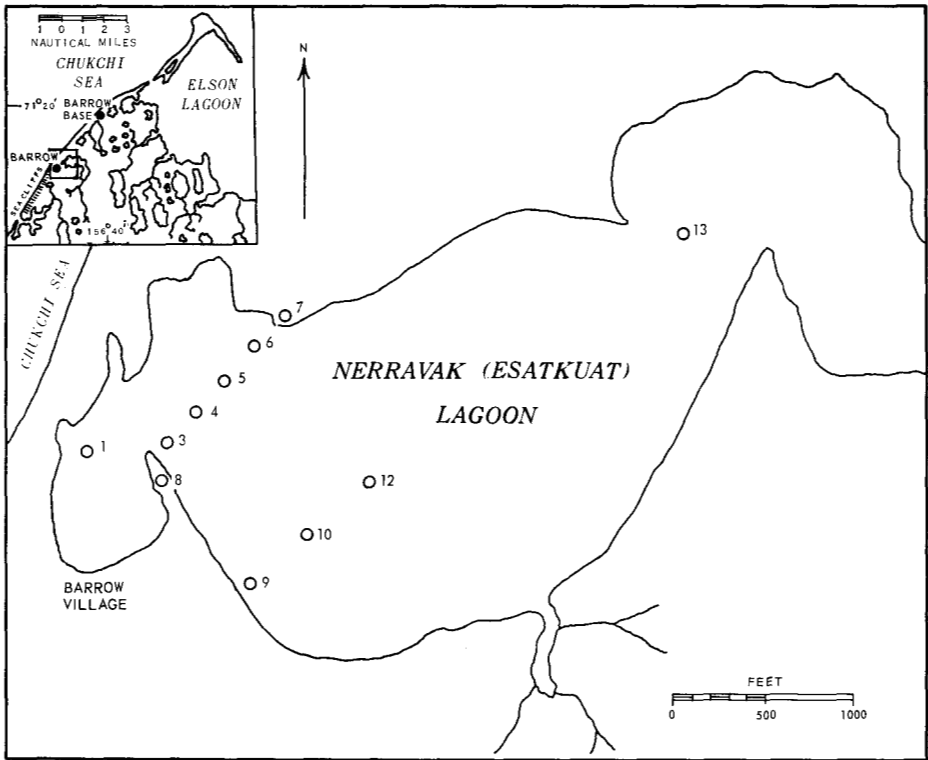 1 0 1 2 3
NAUTICAL MILES
CHUKCHI
SEA
ELSON
LAGOON
71°20'
BARROW
BASE
BARROW
SEA CLIFFS
156°40'
N
CHUKCHI SEA
13
7
6
5
4
3
1
8
12
10
9
NERRAVAK (ESATKUAT)
LAGOON
BARROW
VILLAGE
FEET
0 500 1000